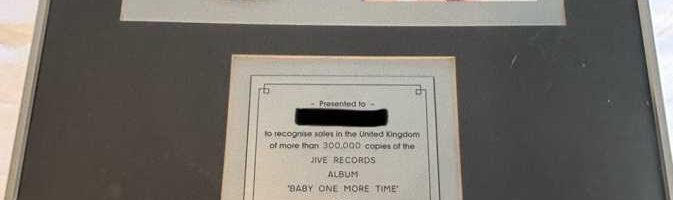 - Presented to -
to recognise sales in the United Kingdom
of more than 300,000 copies of the
JIVE RECORDS
ALBUM
'BABY ONE MORE TIME'